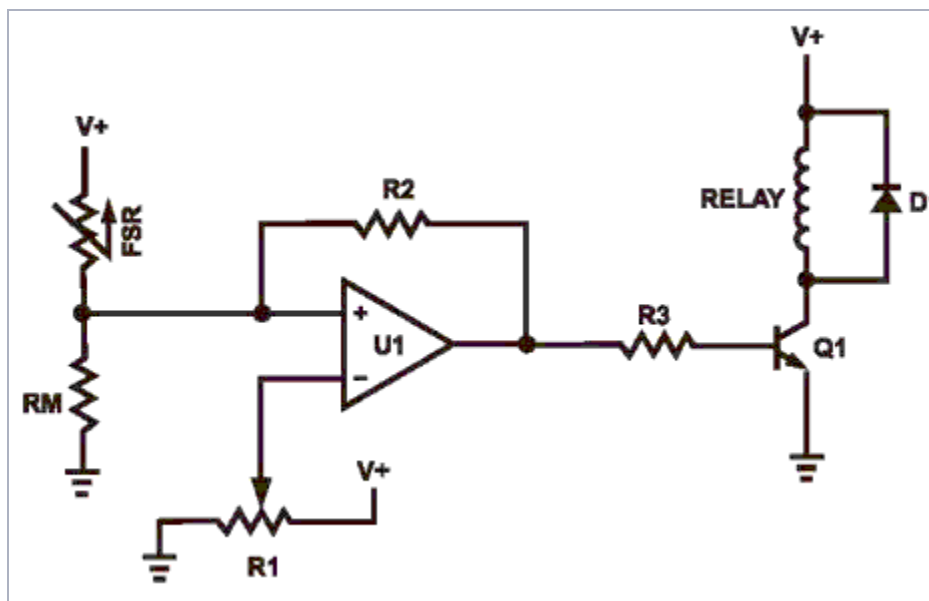 V+
V+
R2
RELAY
D
FSR
+
U1
−
R3
Q1
RM
V+
R1